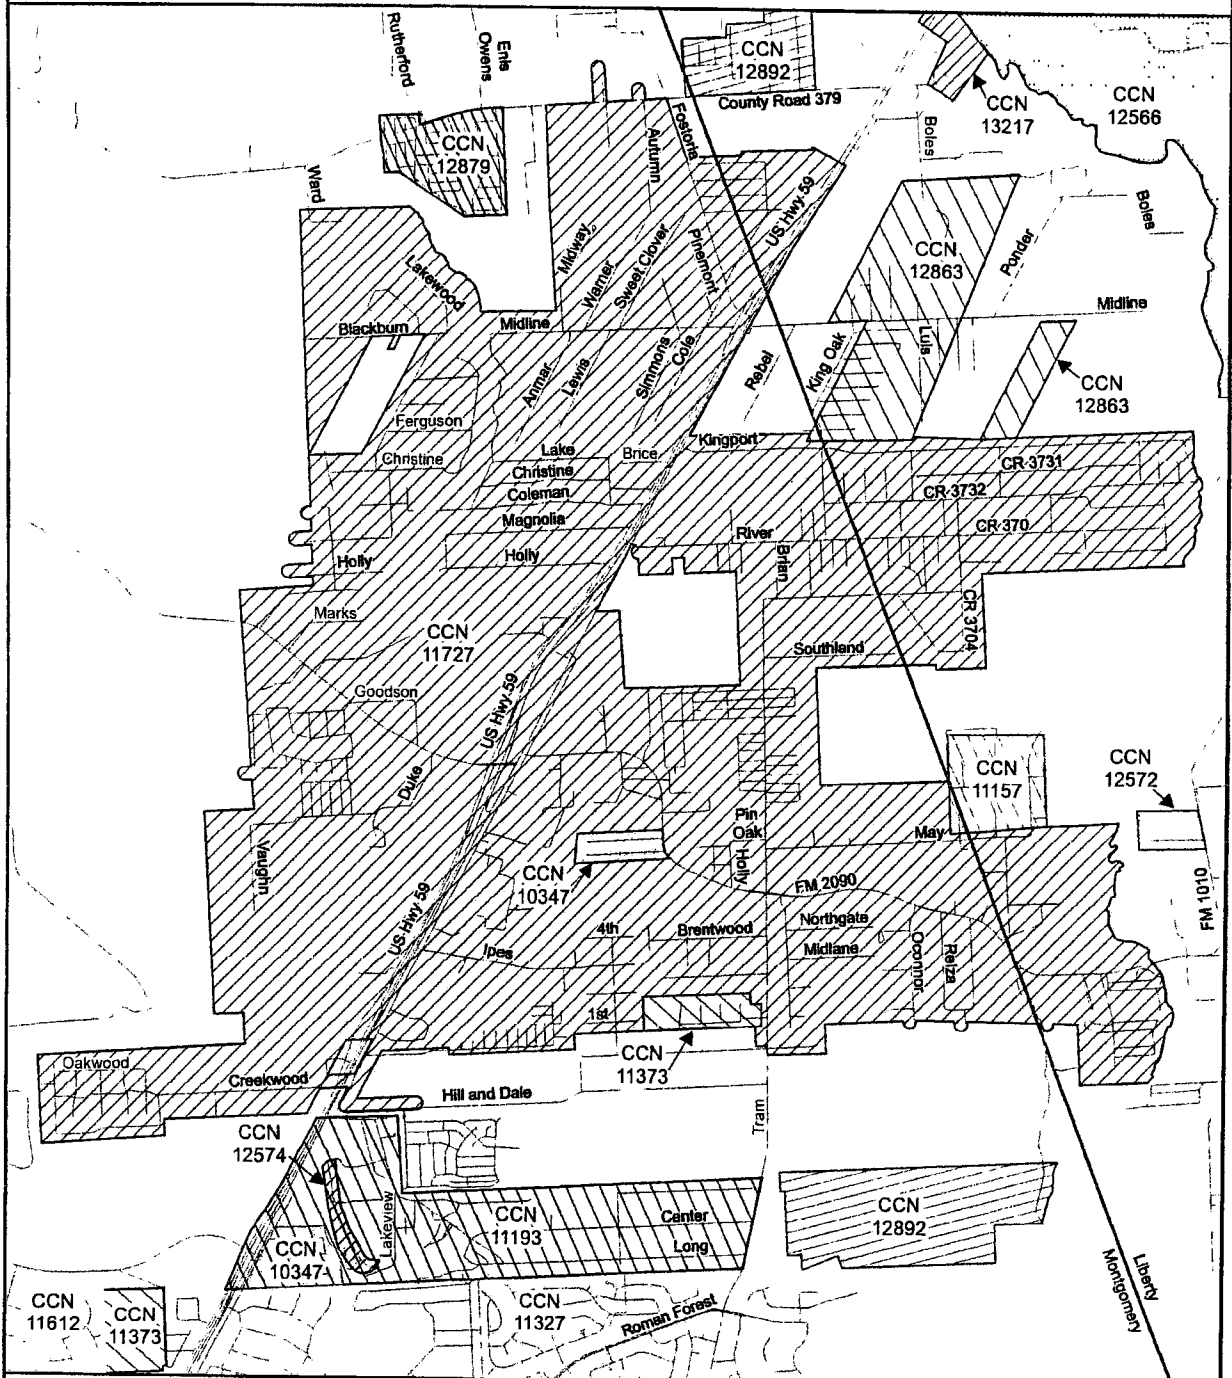 Rutherford
Enis
Owens
CCN
12892
County Road 379
CCN
13217
CCN
12566
Boles
CCN
12879
Autumn
Fostoria
Ward
US Hwy 59
Boles
Midway
Warner
Sweet Clover
Pinemont
CCN
12863
Ponder
Lakewood
Blackburn
Midline
Midline
Anmar
Lewis
Simmons
Cole
Rebel
King Oak
Luis
CCN
12863
Ferguson
Christine
Lake
Christine
Coleman
Magnolia
Brice
Kingport
CR 3731
CR 3732
Holly
Holly
River
Brian
CR 370
CR 3704
Marks
CCN
11727
Southland
Goodson
US Hwy 59
Duke
CCN
11157
CCN
12572
Pin
Oak
May
Vaughn
CCN
10347
Holly
FM 2090
FM 1010
US Hwy 59
Ipes
4th
Brentwood
Northgate
Midlane
Oconnor
Reiza
1st
CCN
11373
Oakwood
Creekwood
Hill and Dale
Tram
CCN
12574
Lakeview
CCN
11193
Center
Long
CCN
12892
CCN
10347
CCN
11612
CCN
11373
CCN
11327
Roman Forest
Liberty
Montgomery